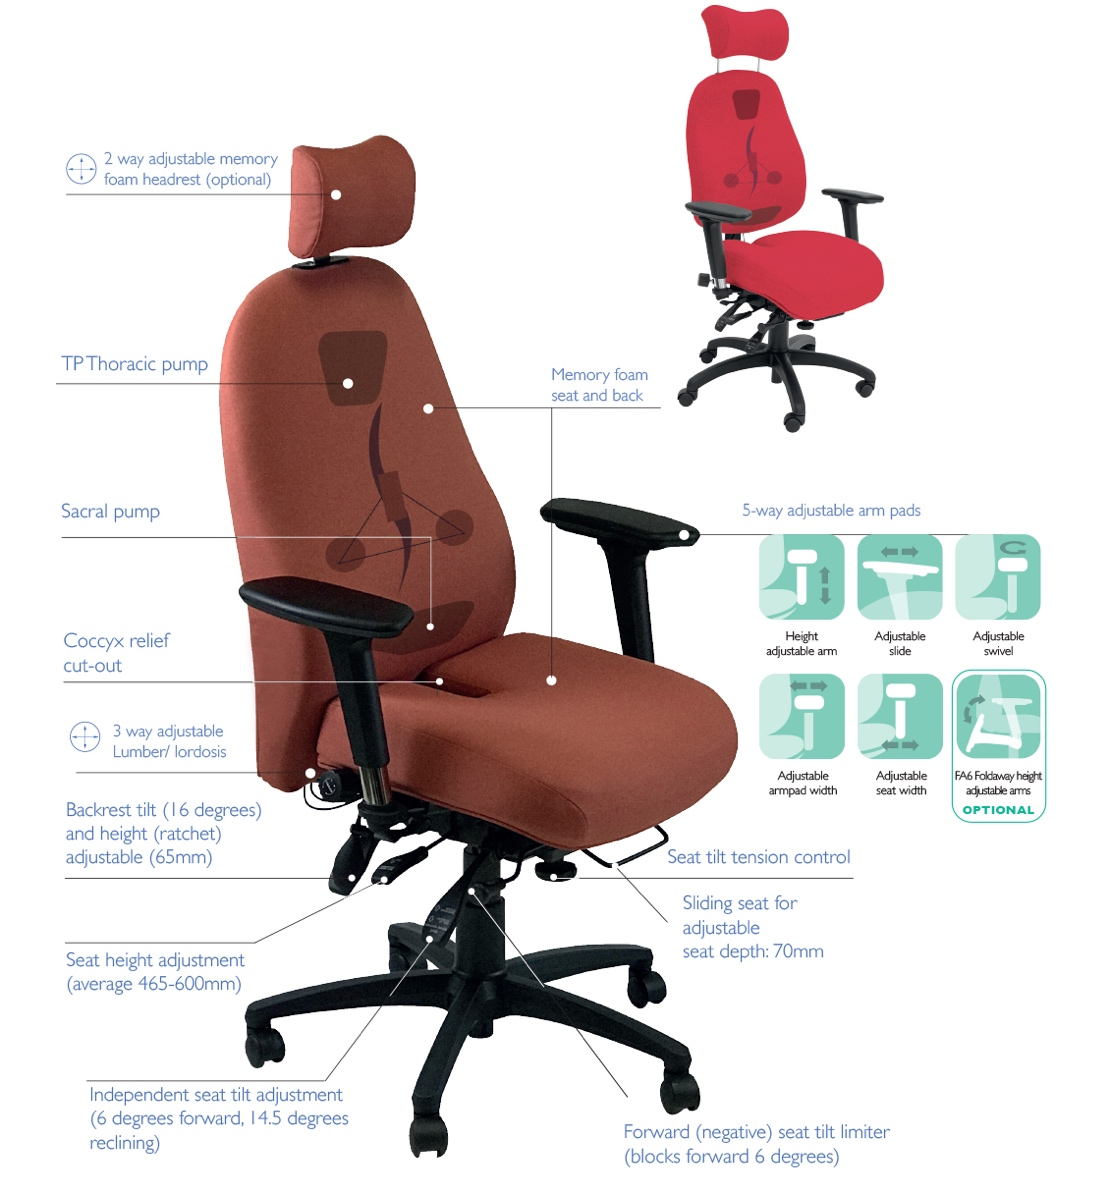 2 way adjustable memory
foam headrest (optional)
TP Thoracic pump
Memory foam
seat and back
Sacral pump
5-way adjustable arm pads
Height
adjustable arm
Adjustable
slide
Adjustable
swivel
Coccyx relief
cut-out
3 way adjustable
Lumber/ lordosis
Adjustable
armpad width
Adjustable
seat width
FA6 Foldaway height
adjustable arms
OPTIONAL
Backrest tilt (16 degrees)
and height (ratchet)
adjustable (65mm)
Seat tilt tension control
Sliding seat for
adjustable
seat depth: 70mm
Seat height adjustment
(average 465-600mm)
Independent seat tilt adjustment
(6 degrees forward, 14.5 degrees
reclining)
Forward (negative) seat tilt limiter
(blocks forward 6 degrees)